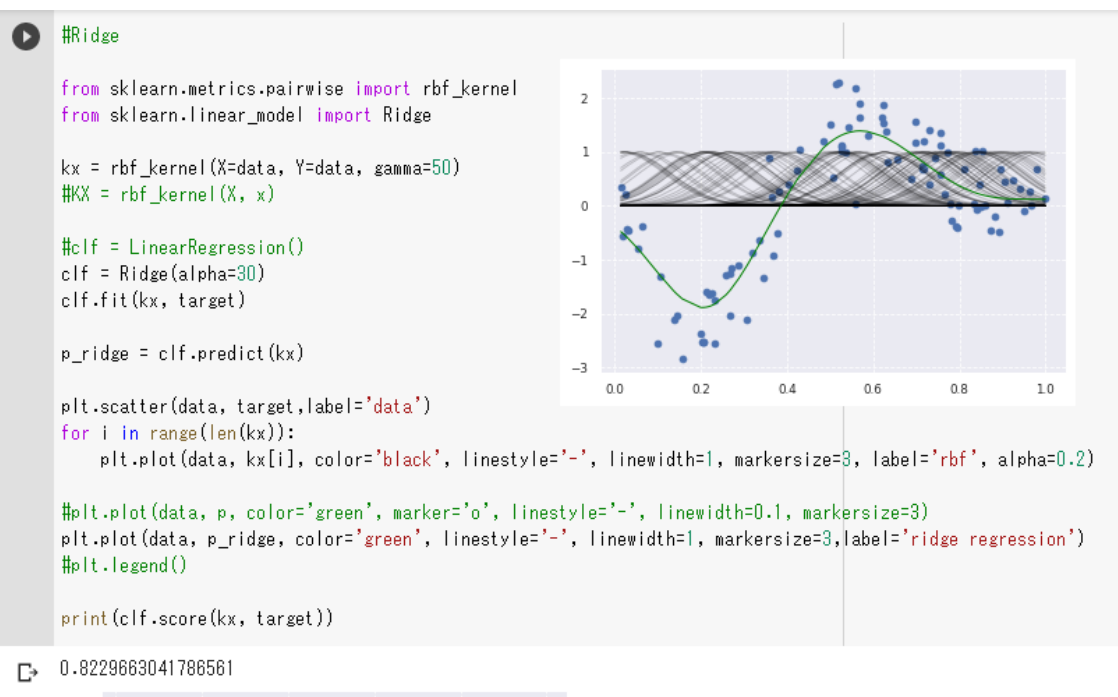 #Ridge
from sklearn.metrics.pairwise import rbf_kernel
from sklearn.linear_model import Ridge
kx = rbf_kernel(X=data, Y=data, gamma=50)
#KX = rbf_kernel(X, x)
#clf = LinearRegression()
clf = Ridge(alpha=30)
clf.fit(kx, target)
p_ridge = clf.predict(kx)
plt.scatter(data, target,label='data')
for i in range(len(kx)):
    plt.plot(data, kx[i], color='black', linestyle='-', linewidth=1, markersize=3, label='rbf', alpha=0.2)
#plt.plot(data, p, color='green', marker='o', linestyle='-', linewidth=0.1, markersize=3)
plt.plot(data, p_ridge, color='green', linestyle='-', linewidth=1, markersize=3,label='ridge regression')
#plt.legend()
print(clf.score(kx, target))
0.8229663041786561
2
1
0
−1
−2
−3
0.0 0.2 0.4 0.6 0.8 1.0